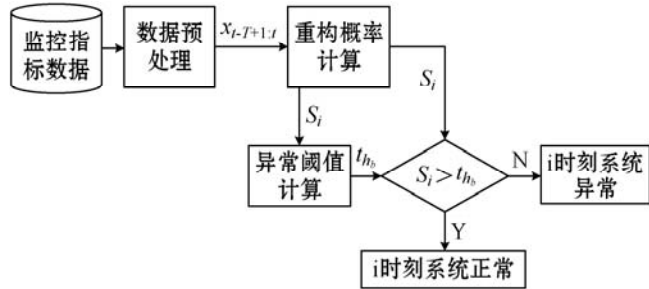 监控指
标数据
数据预
处理
x_{t-T+1:t}
重构概率
计算
S_i
S_i
异常阈值
计算
t_{h_b}
S_i > t_{h_b}
N
i时刻系统
异常
Y
i时刻系统正常